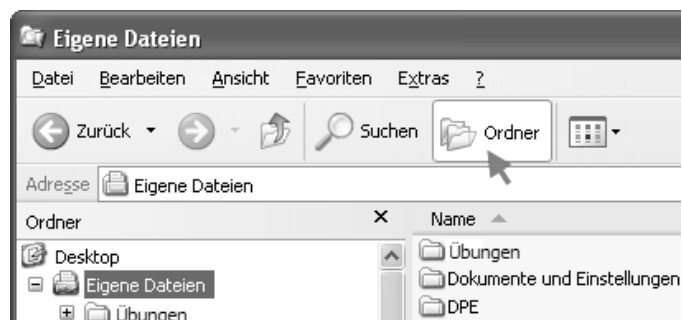 Eigene Dateien
Datei Bearbeiten Ansicht Favoriten Extras ?
Zurück Suchen Ordner
Adresse Eigene Dateien
Ordner
Desktop
Eigene Dateien
Übungen
Name
Übungen
Dokumente und Einstellungen
DPE